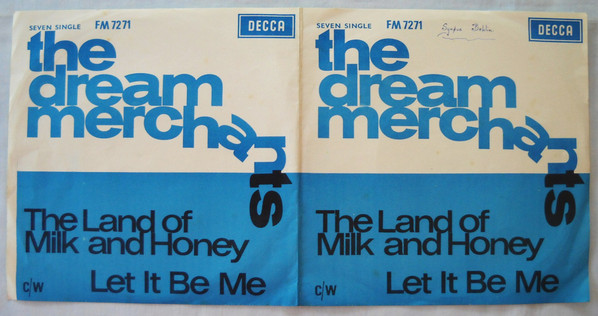 SEVEN SINGLE FM 7271 DECCA
the
dream
merchants
The Land of
Milk and Honey
C/W Let It Be Me
SEVEN SINGLE FM 7271 DECCA
the
dream
merchants
The Land of
Milk and Honey
C/W Let It Be Me